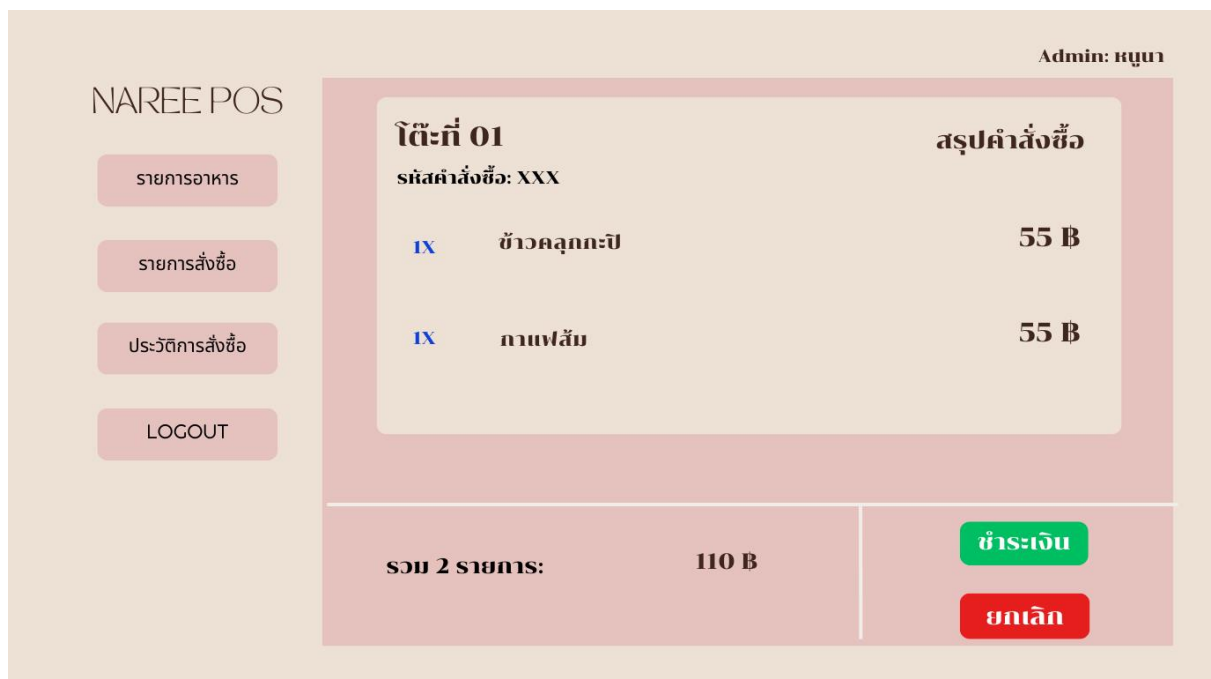 Admin: หนูนา
NAREE POS
รายการอาหาร
รายการสั่งซื้อ
ประวัติการสั่งซื้อ
LOGOUT
โต๊ะที่ 01
สรุปคำสั่งซื้อ
รหัสคำสั่งซื้อ: XXX
1X ข้าวคลุกกะปิ 55 ฿
1X กาแฟส้ม 55 ฿
รวม 2 รายการ: 110 ฿
ชำระเงิน
ยกเลิก